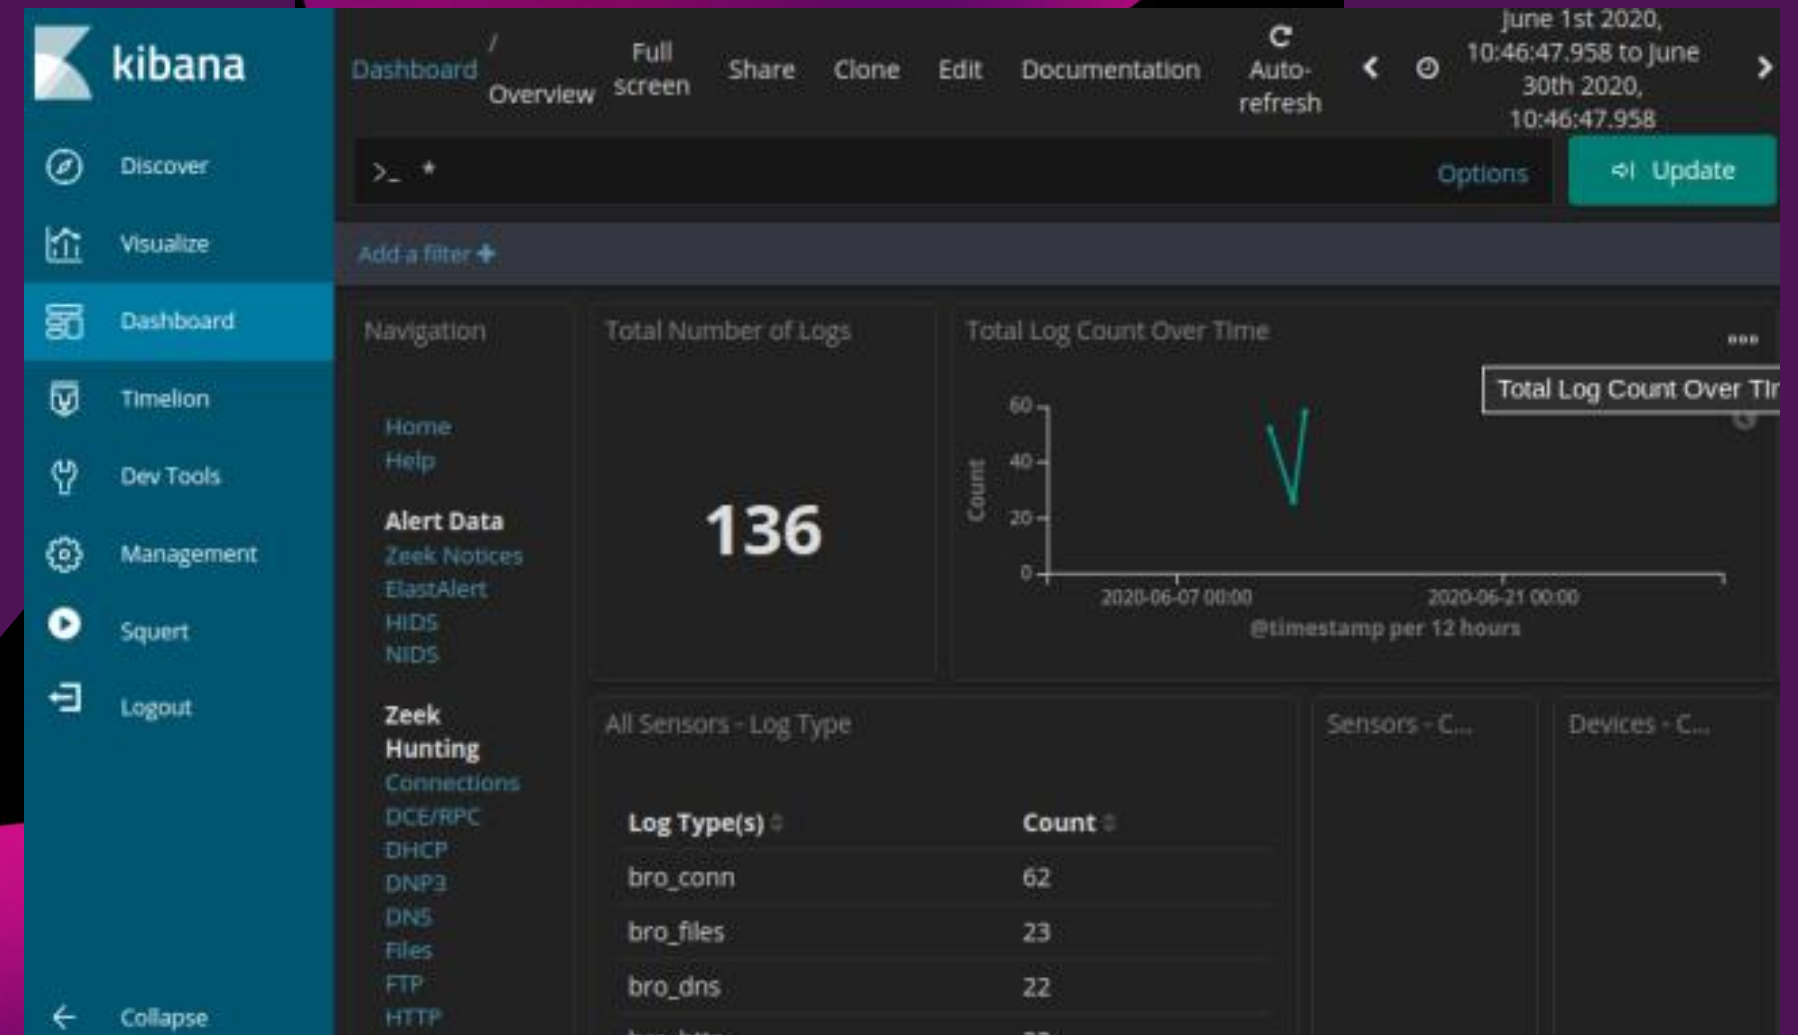 kibana
Discover
Visualize
Dashboard
Timelion
Dev Tools
Management
Squert
Logout
Collapse
Dashboard / Overview
Full screen
Share
Clone
Edit
Documentation
Auto-refresh
June 1st 2020,
10:46:47.958 to June
30th 2020,
10:46:47.958
>_ *
Options
Update
Add a filter +
Navigation
Home
Help
Alert Data
Zeek Notices
ElastAlert
HIDS
NIDS
Zeek
Hunting
Connections
DCE/RPC
DHCP
DNP3
DNS
Files
FTP
HTTP
Total Number of Logs
136
Total Log Count Over TIme
Total Log Count Over TI
60
40
20
0
Count
2020-06-07 00:00
2020-06-21 00:00
@timestamp per 12 hours
All Sensors - Log Type
Log Type(s) Count
bro_conn 62
bro_files 23
bro_dns 22
Sensors - C...
Devices - C...